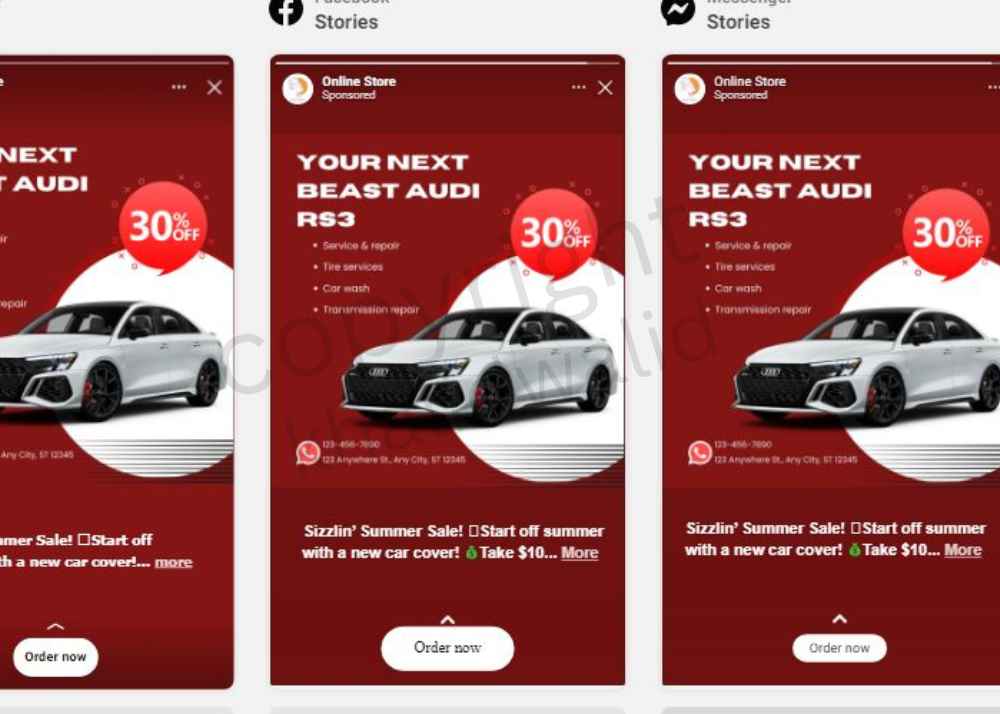 Facebook
Stories
Messenger
Stories
NEXT
T AUDI
30% OFF
ir
repair
Any City, ST 12345
mmer Sale! □Start off
th a new car cover!... more
Order now
Online Store
Sponsored
YOUR NEXT
BEAST AUDI
RS3
30% OFF
• Service & repair
• Tire services
• Car wash
• Transmission repair
123-456-7890
123 Anywhere St., Any City, ST 12345
Sizzlin’ Summer Sale! □Start off summer
with a new car cover! 💰Take $10... More
Order now
Online Store
Sponsored
YOUR NEXT
BEAST AUDI
RS3
30% OFF
• Service & repair
• Tire services
• Car wash
• Transmission repair
123-456-7890
123 Anywhere St., Any City, ST 12345
Sizzlin’ Summer Sale! □Start off summer
with a new car cover! 💰Take $10... More
Order now
copyright